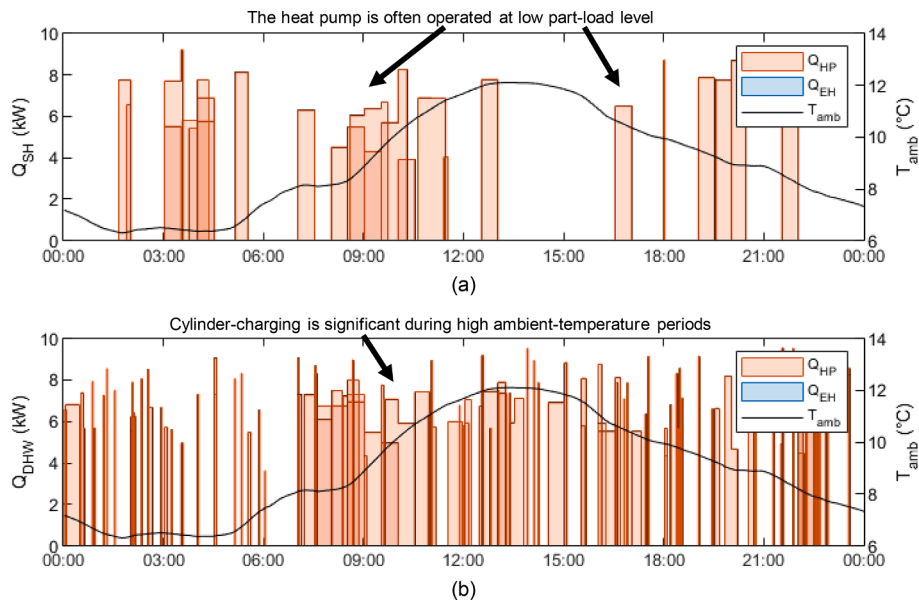 The heat pump is often operated at low part-load level
10
8
6
4
2
0
Q_SH (kW)
14
12
10
8
6
T_amb (°C)
Q_HP
Q_EH
T_amb
00:00 03:00 06:00 09:00 12:00 15:00 18:00 21:00 00:00
(a)
Cylinder-charging is significant during high ambient-temperature periods
10
8
6
4
2
0
Q_DHW (kW)
14
12
10
8
6
T_amb (°C)
Q_HP
Q_EH
T_amb
00:00 03:00 06:00 09:00 12:00 15:00 18:00 21:00 00:00
(b)